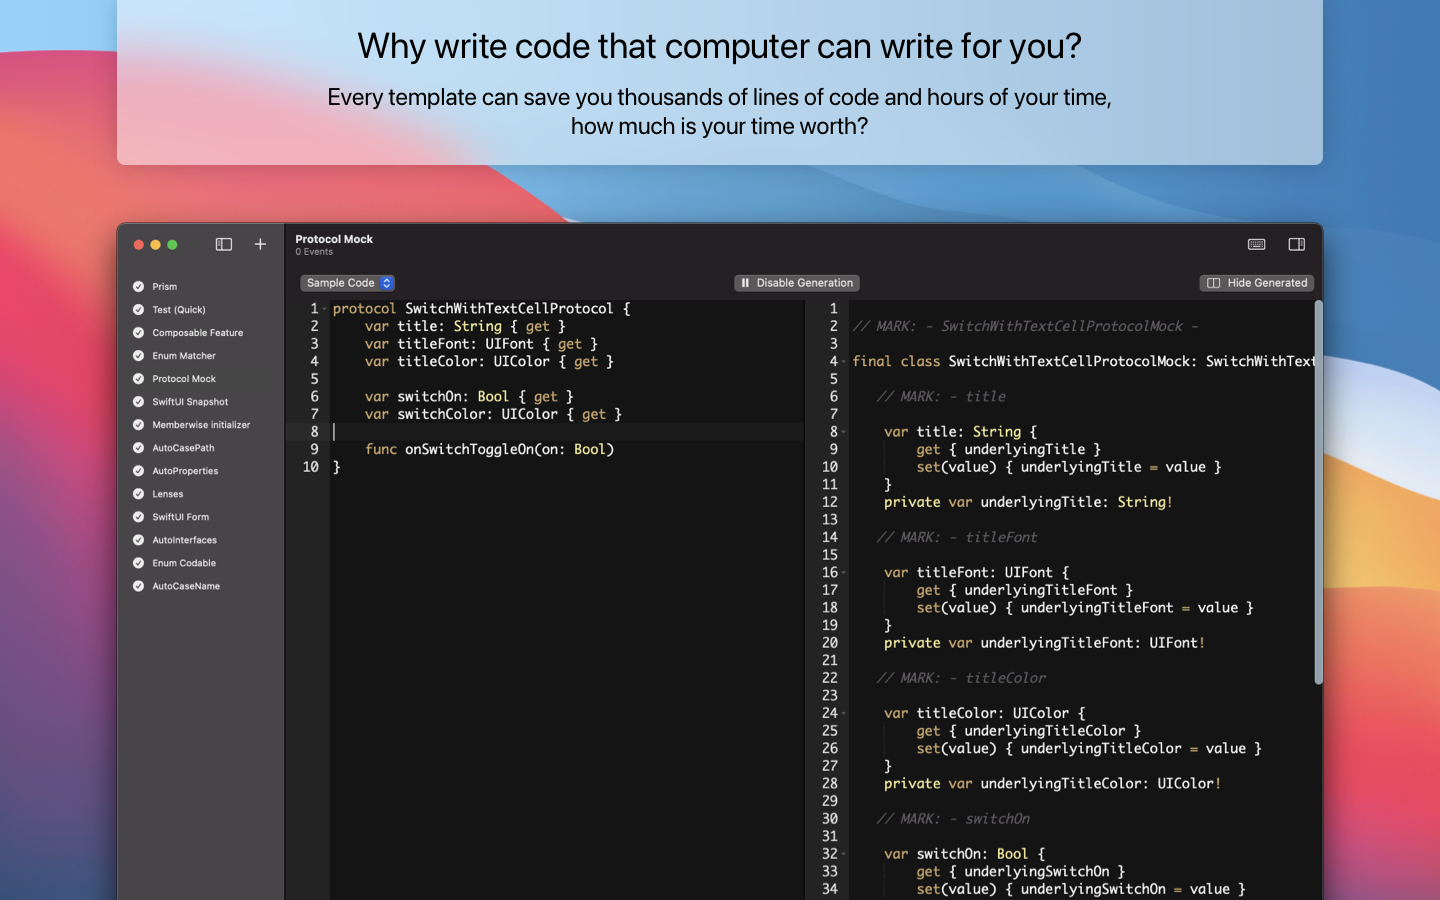 Why write code that computer can write for you?
Every template can save you thousands of lines of code and hours of your time,
how much is your time worth?
Protocol Mock
0 Events
Sample Code
Disable Generation
Hide Generated
Prism
Test (Quick)
Composable Feature
Enum Matcher
Protocol Mock
SwiftUI Snapshot
Memberwise initializer
AutoCasePath
AutoProperties
Lenses
SwiftUI Form
AutoInterfaces
Enum Codable
AutoCaseName
1 protocol SwitchWithTextCellProtocol {
2 var title: String { get }
3 var titleFont: UIFont { get }
4 var titleColor: UIColor { get }
5
6 var switchOn: Bool { get }
7 var switchColor: UIColor { get }
8
9 func onSwitchToggleOn(on: Bool)
10 }
1
2 // MARK: - SwitchWithTextCellProtocolMock -
3
4 final class SwitchWithTextCellProtocolMock: SwitchWithText
5
6 // MARK: - title
7
8 var title: String {
9 get { underlyingTitle }
10 set(value) { underlyingTitle = value }
11 }
12 private var underlyingTitle: String!
13
14 // MARK: - titleFont
15
16 var titleFont: UIFont {
17 get { underlyingTitleFont }
18 set(value) { underlyingTitleFont = value }
19 }
20 private var underlyingTitleFont: UIFont!
21
22 // MARK: - titleColor
23
24 var titleColor: UIColor {
25 get { underlyingTitleColor }
26 set(value) { underlyingTitleColor = value }
27 }
28 private var underlyingTitleColor: UIColor!
29
30 // MARK: - switchOn
31
32 var switchOn: Bool {
33 get { underlyingSwitchOn }
34 set(value) { underlyingSwitchOn = value }